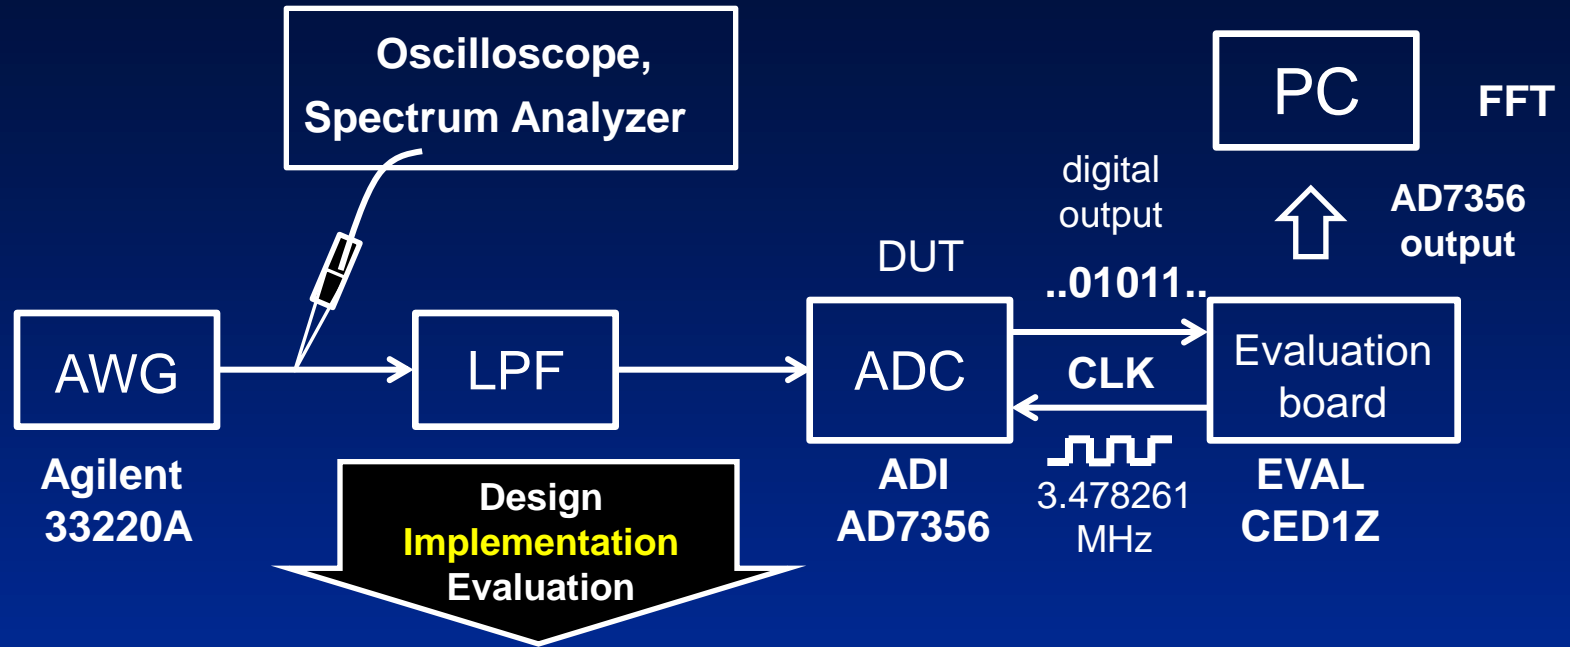 Oscilloscope,
Spectrum Analyzer
PC
FFT
digital
output
AD7356
output
DUT
..01011..
AWG
LPF
ADC
CLK
Evaluation
board
Agilent
33220A
Design
Implementation
Evaluation
ADI
AD7356
3.478261
MHz
EVAL
CED1Z